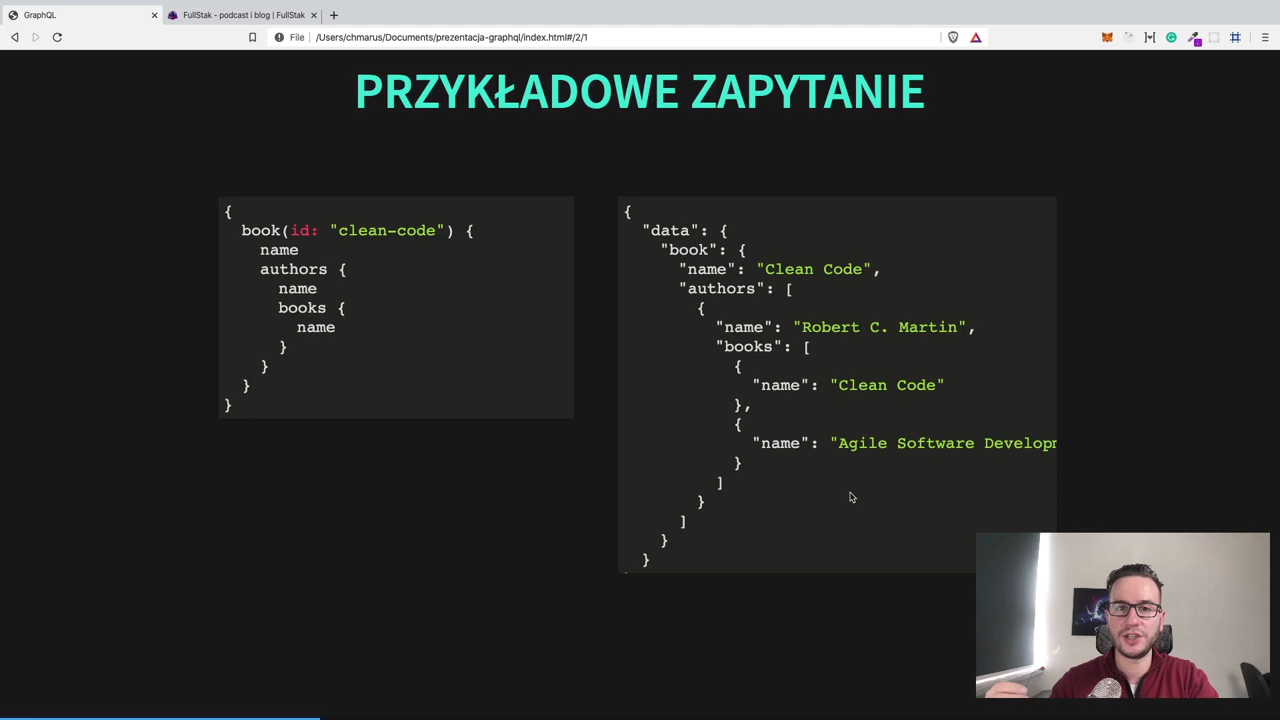 GraphQL
FullStak - podcast i blog | FullStak
File
/Users/chmarus/Documents/prezentacja-graphql/index.html#/2/1
PRZYKŁADOWE ZAPYTANIE
{
book(id: "clean-code") {
name
authors {
name
books {
name
}
}
}
}
{
"data": {
"book": {
"name": "Clean Code",
"authors": [
{
"name": "Robert C. Martin",
"books": [
{
"name": "Clean Code"
},
{
"name": "Agile Software Developm
}
]
}
]
}
}